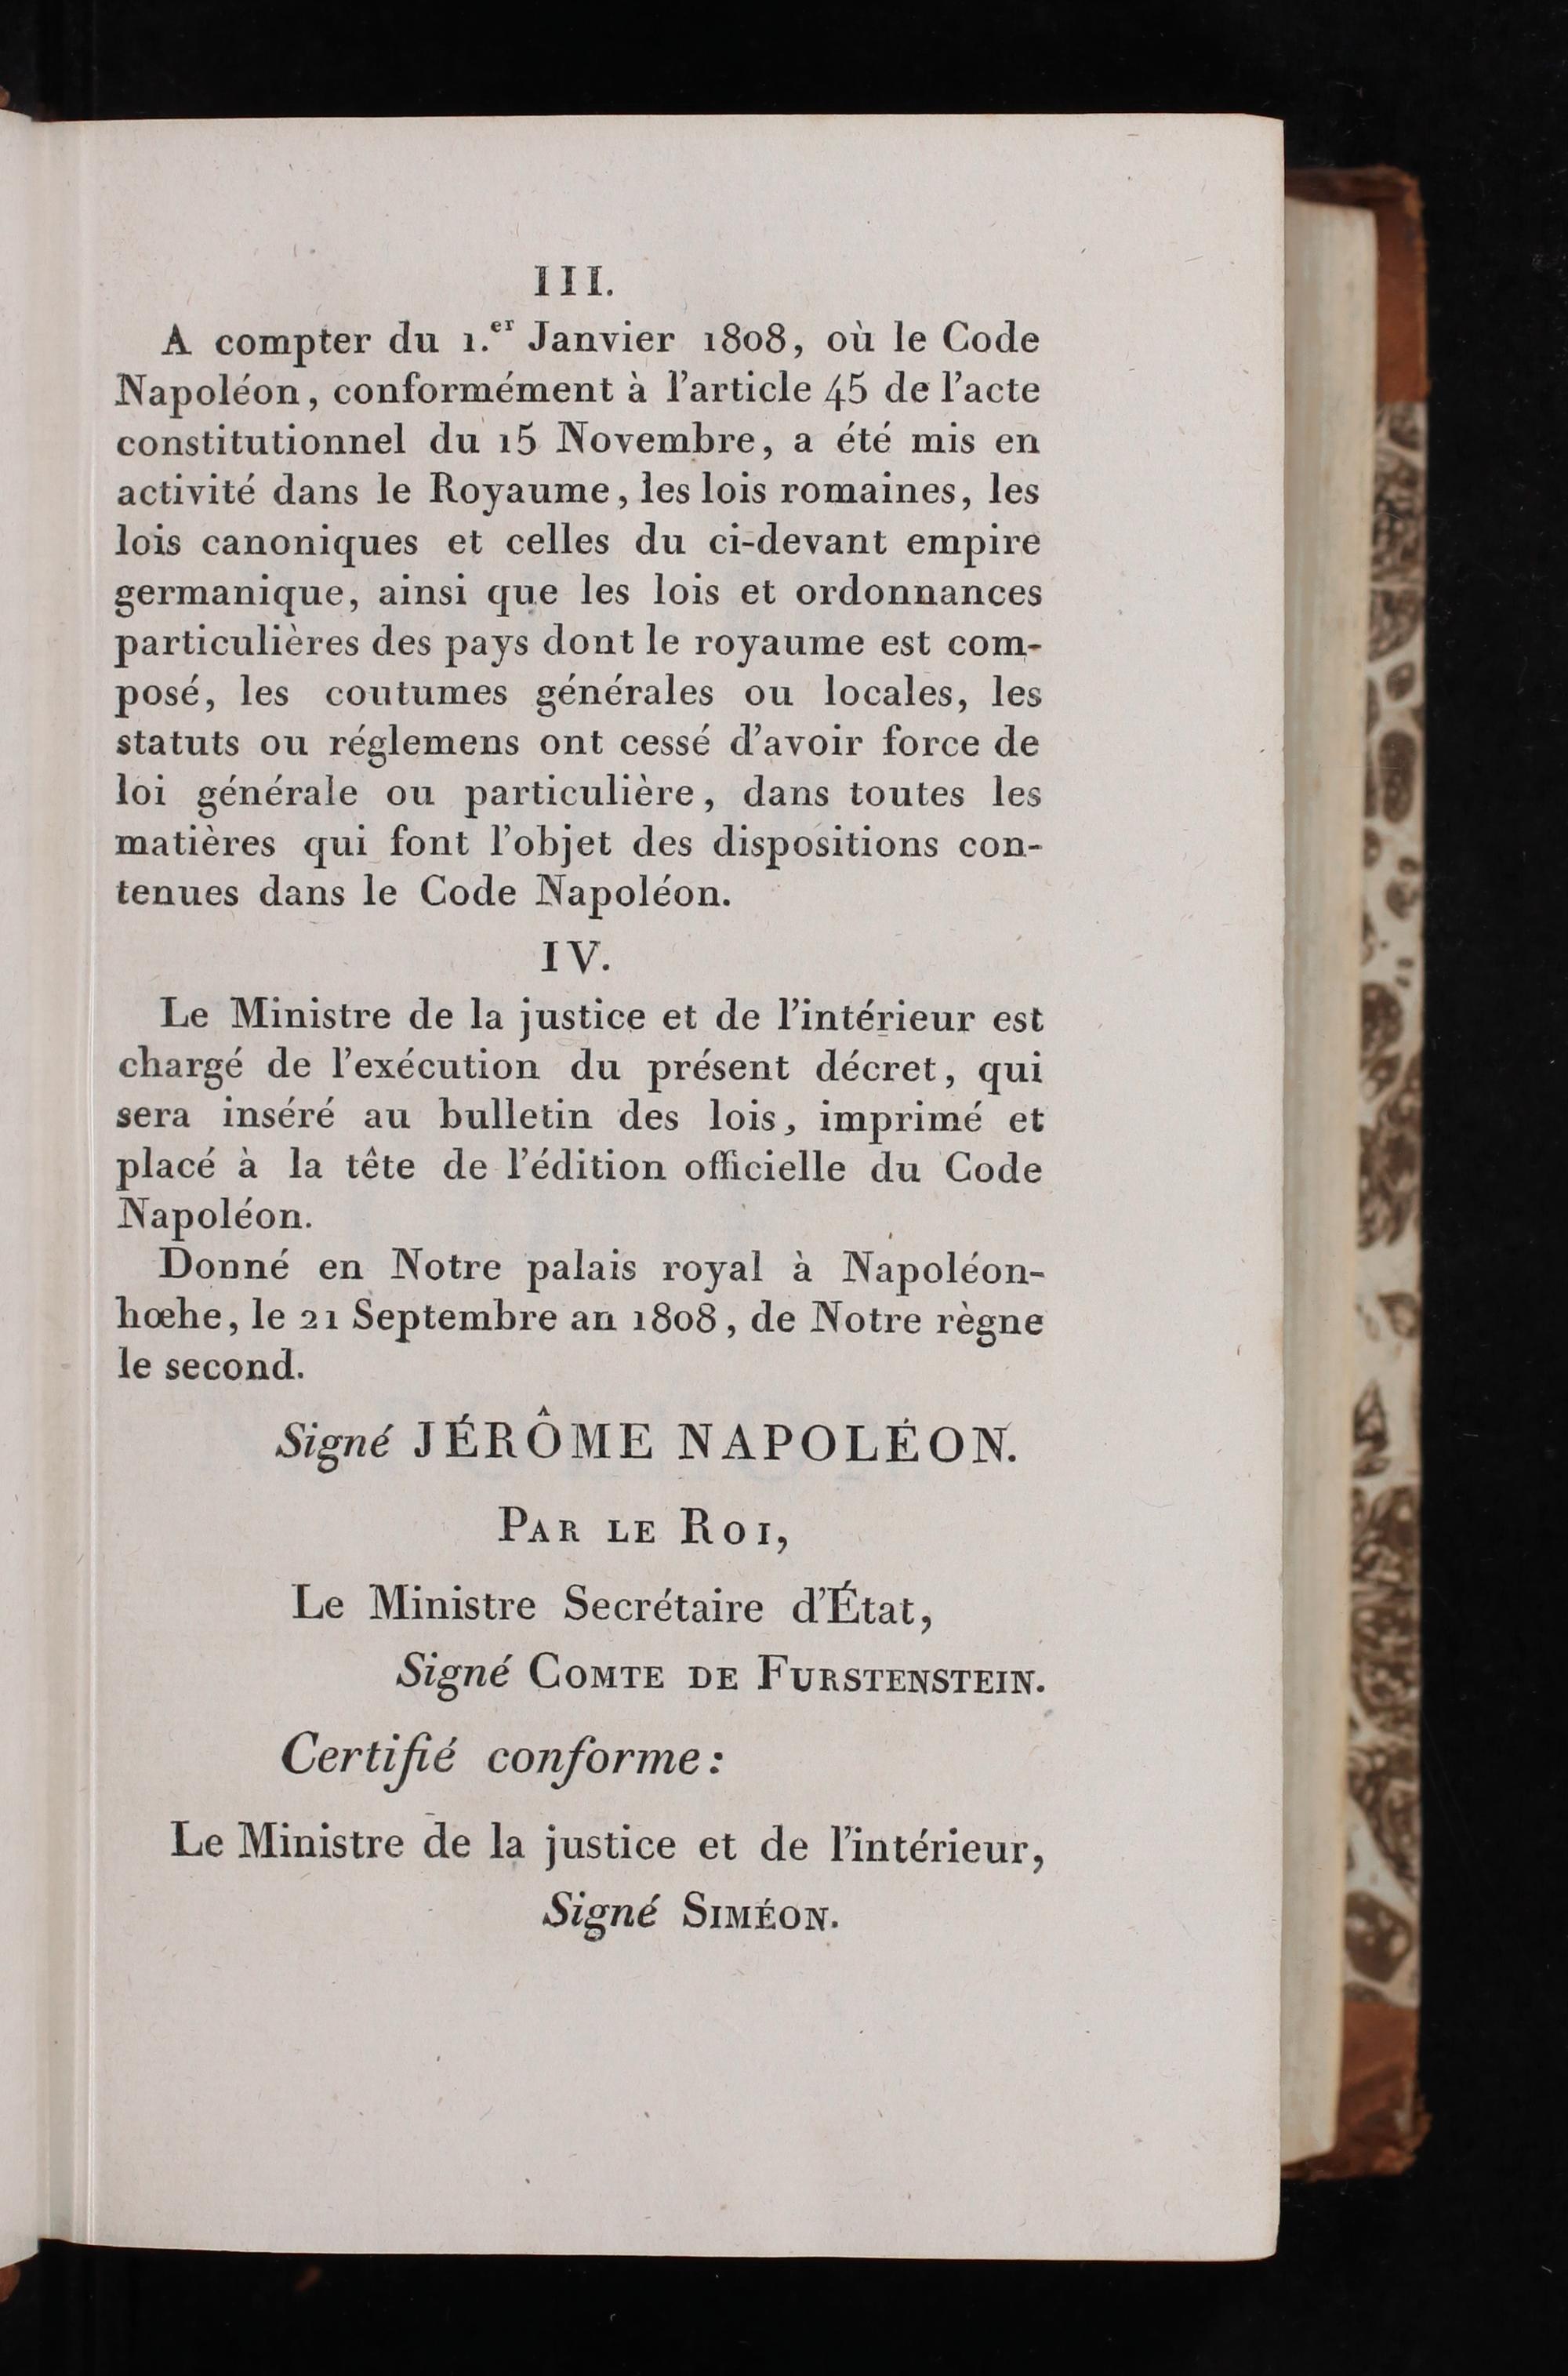 III.
A compter du 1.er Janvier 1808, où le Code
Napoléon, conformément à l'article 45 de l'acte
constitutionnel du 15 Novembre, a été mis en
activité dans le Royaume, les lois romaines, les
lois canoniques et celles du ci-devant empire
germanique, ainsi que les lois et ordonnances
particulières des pays dont le royaume est com-
posé, les coutumes générales ou locales, les
statuts ou réglemens ont cessé d'avoir force de
loi générale ou particulière, dans toutes les
matières qui font l'objet des dispositions con-
tenues dans le Code Napoléon.
IV.
Le Ministre de la justice et de l'intérieur est
chargé de l'exécution du présent décret, qui
sera inséré au bulletin des lois, imprimé et
placé à la tête de l'édition officielle du Code
Napoléon.
Donné en Notre palais royal à Napoléon-
hœhe, le 21 Septembre an 1808, de Notre règne
le second.
Signé JÉRÔME NAPOLÉON.
PAR LE ROI,
Le Ministre Secrétaire d'État,
Signé COMTE DE FURSTENSTEIN.
Certifié conforme:
Le Ministre de la justice et de l'intérieur,
Signé SIMÉON.